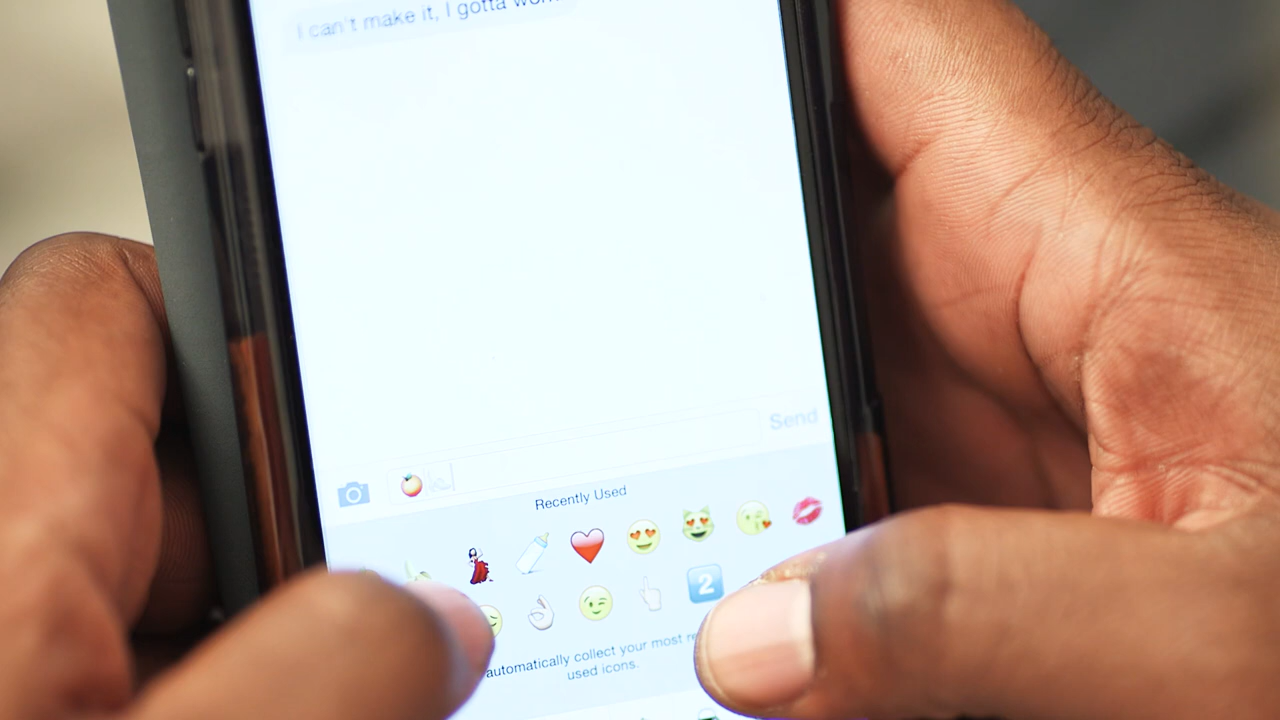 I can't make it, I gotta
Send
Recently Used
2
automatically collect your most
used icons.